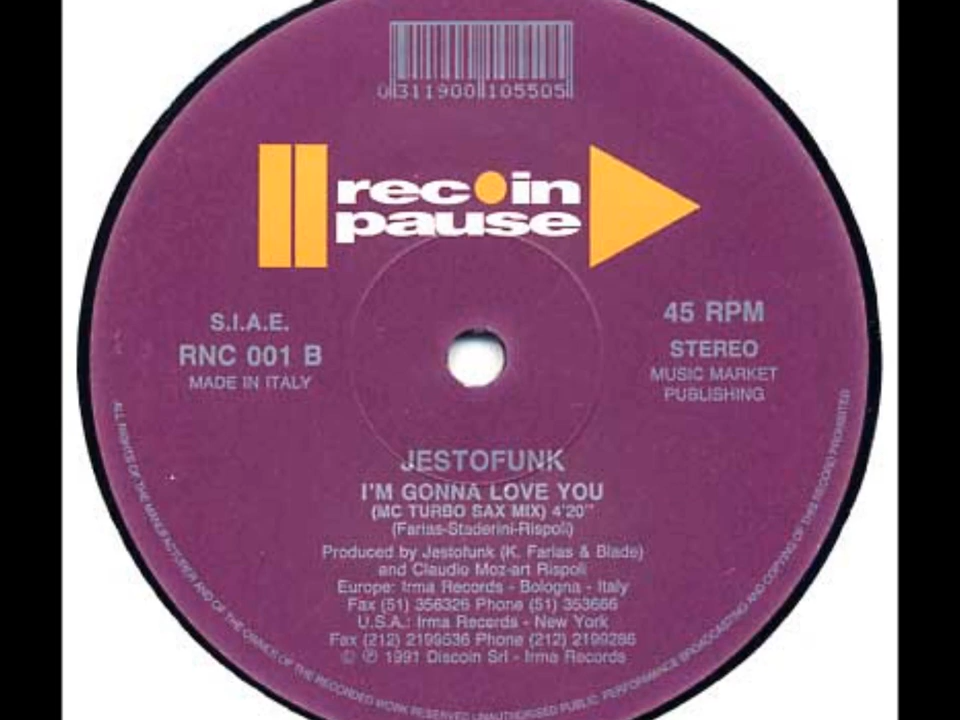 0 311900 105505
rec in
pause
S.I.A.E.
RNC 001 B
MADE IN ITALY
45 RPM
STEREO
MUSIC MARKET
PUBLISHING
JESTOFUNK
I'M GONNA LOVE YOU
(MC TURBO SAX MIX) 4'20"
(Farias-Staderini-Rispoli)
Produced by Jestofunk (K. Farias & Blade)
and Claudio Moz-art Rispoli
Europe: Irma Records - Bologna - Italy
Fax (51) 356326 Phone (51) 353666
U.S.A.: Irma Records - New York
Fax (212) 2199536 Phone (212) 2199286
© ℗ 1991 Discoin Srl - Irma Records
ALL RIGHTS OF THE MANUFACTURER AND OF THE OWNER OF THE RECORDED WORK RESERVED UNAUTHORISED PUBLIC PERFORMANCE BROADCASTING AND COPYING OF THIS RECORD PROHIBITED